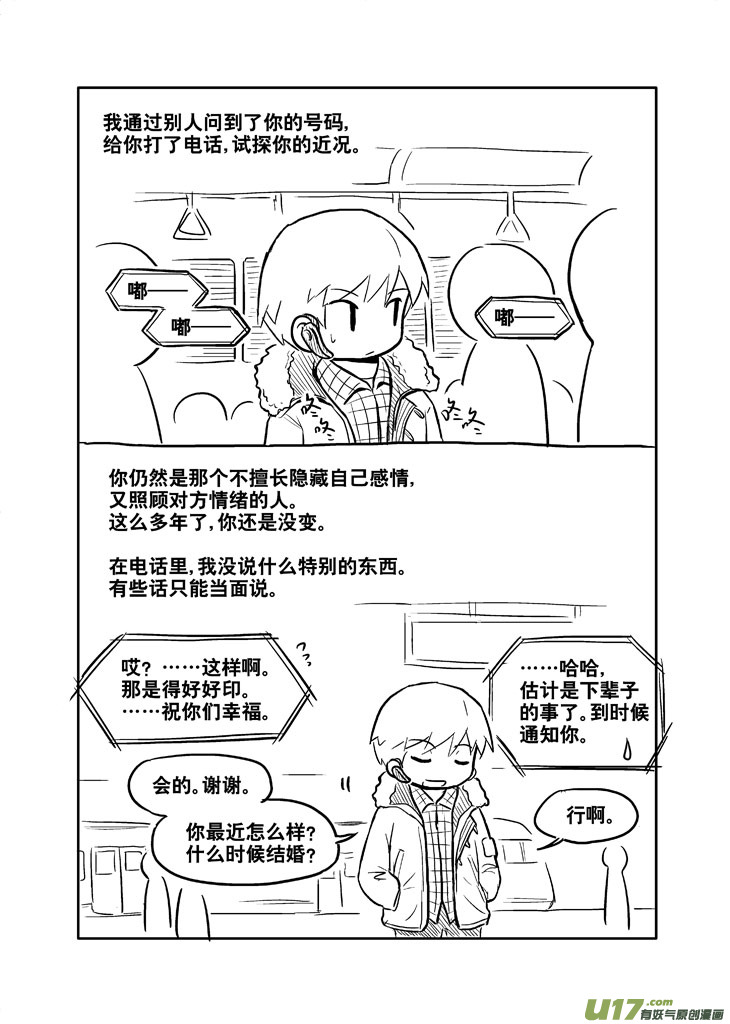 我通过别人问到了你的号码,
给你打了电话,试探你的近况。
嘟——
嘟——
嘟——
咚咚
咚咚
你仍然是那个不擅长隐藏自己感情,
又照顾对方情绪的人。
这么多年了,你还是没变。
在电话里,我没说什么特别的东西。
有些话只能当面说。
哎?……这样啊。
那是得好好印。
……祝你们幸福。
会的。谢谢。
你最近怎么样?
什么时候结婚?
……哈哈,
估计是下辈子
的事了。到时候
通知你。
行啊。
U17.com
有妖气原创漫画